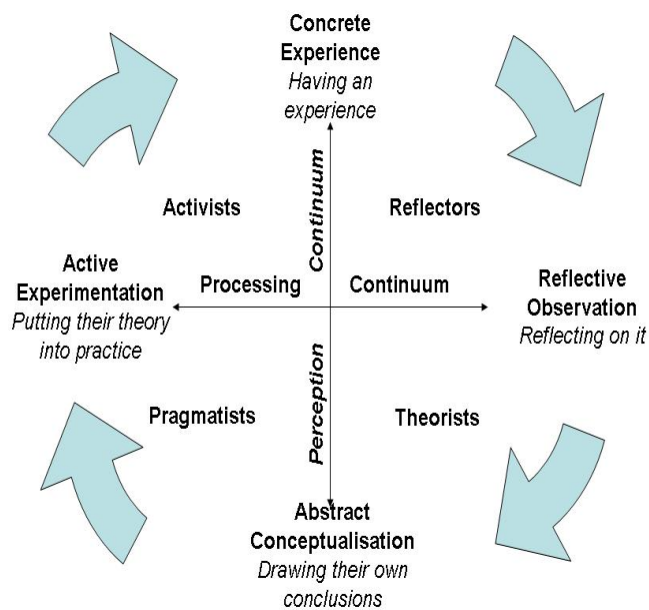 Concrete
Experience
Having an
experience
Continuum
Activists
Reflectors
Active
Experimentation
Putting their theory
into practice
Processing
Continuum
Reflective
Observation
Reflecting on it
Perception
Pragmatists
Theorists
Abstract
Conceptualisation
Drawing their own
conclusions